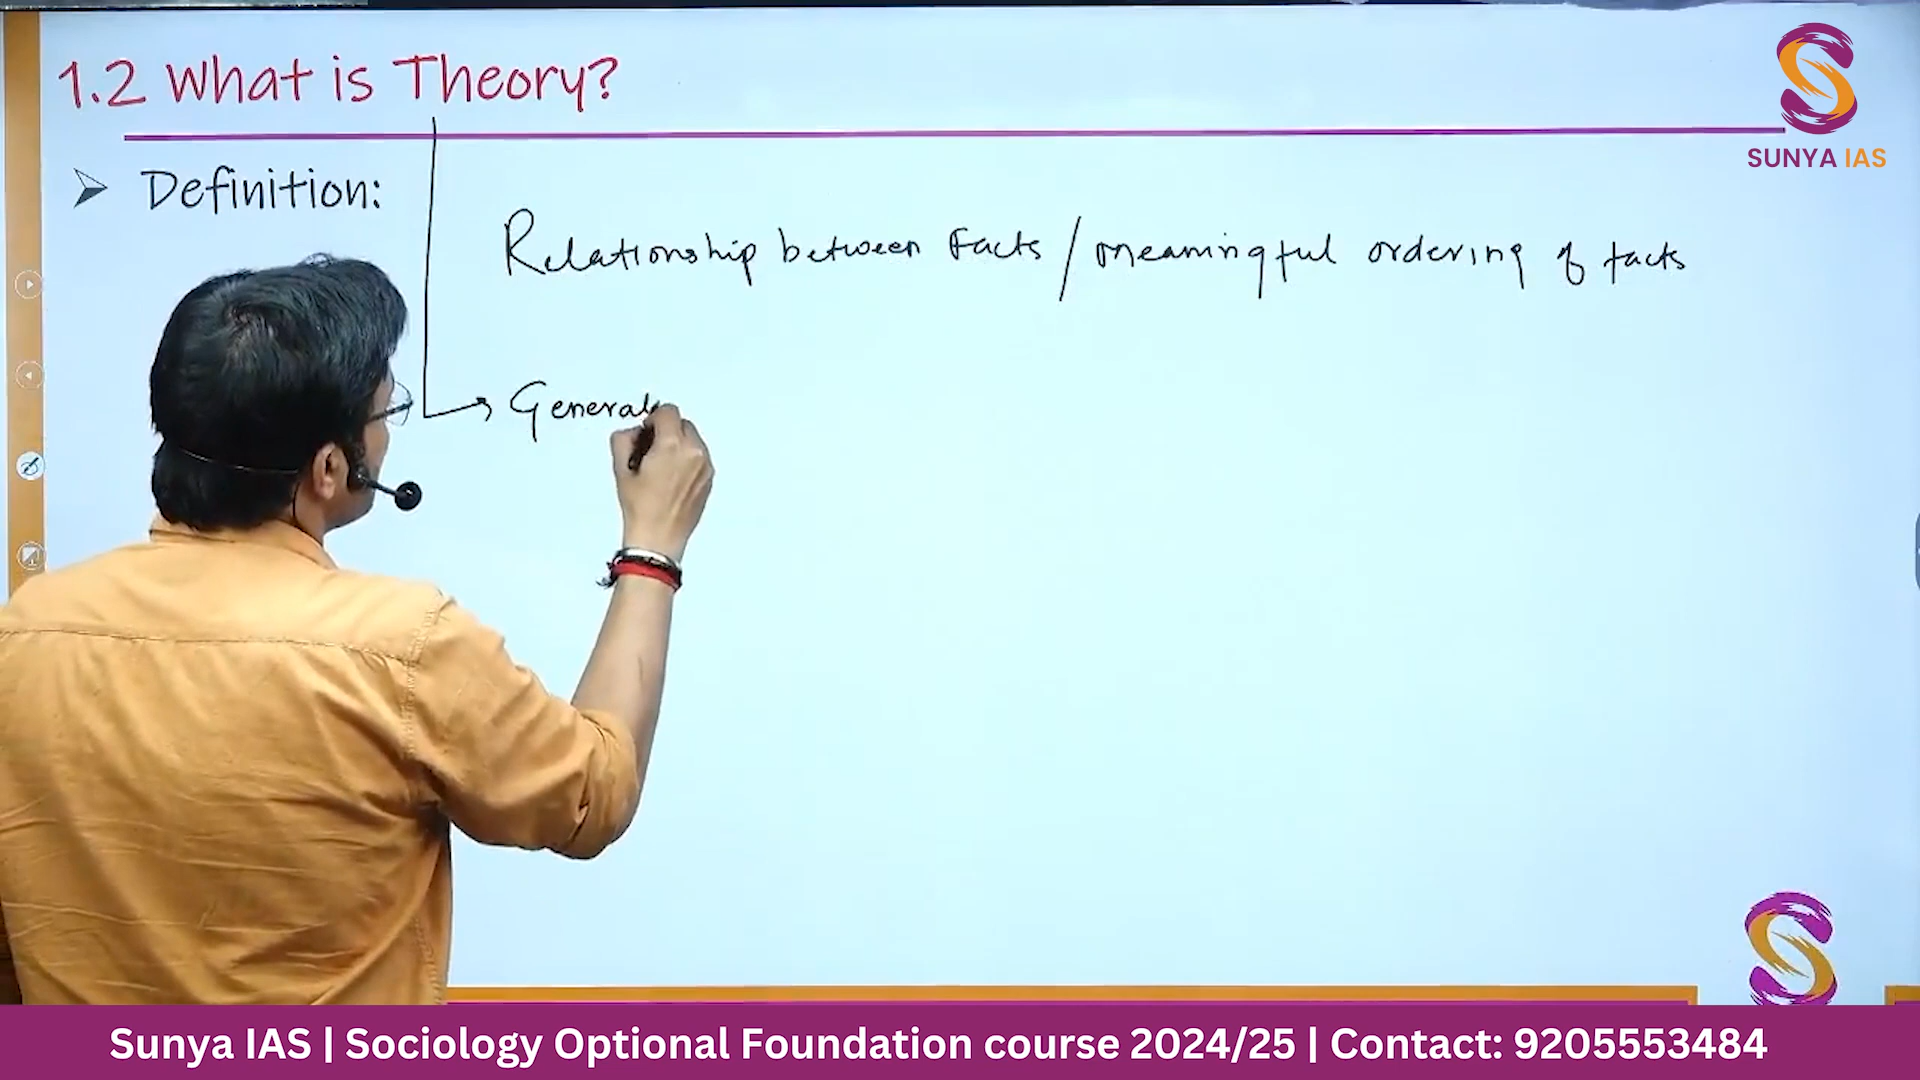 1.2 What is Theory?
SUNYA IAS
Definition:
Relationship between Facts / meaningful ordering of facts
General
Sunya IAS | Sociology Optional Foundation course 2024/25 | Contact: 9205553484